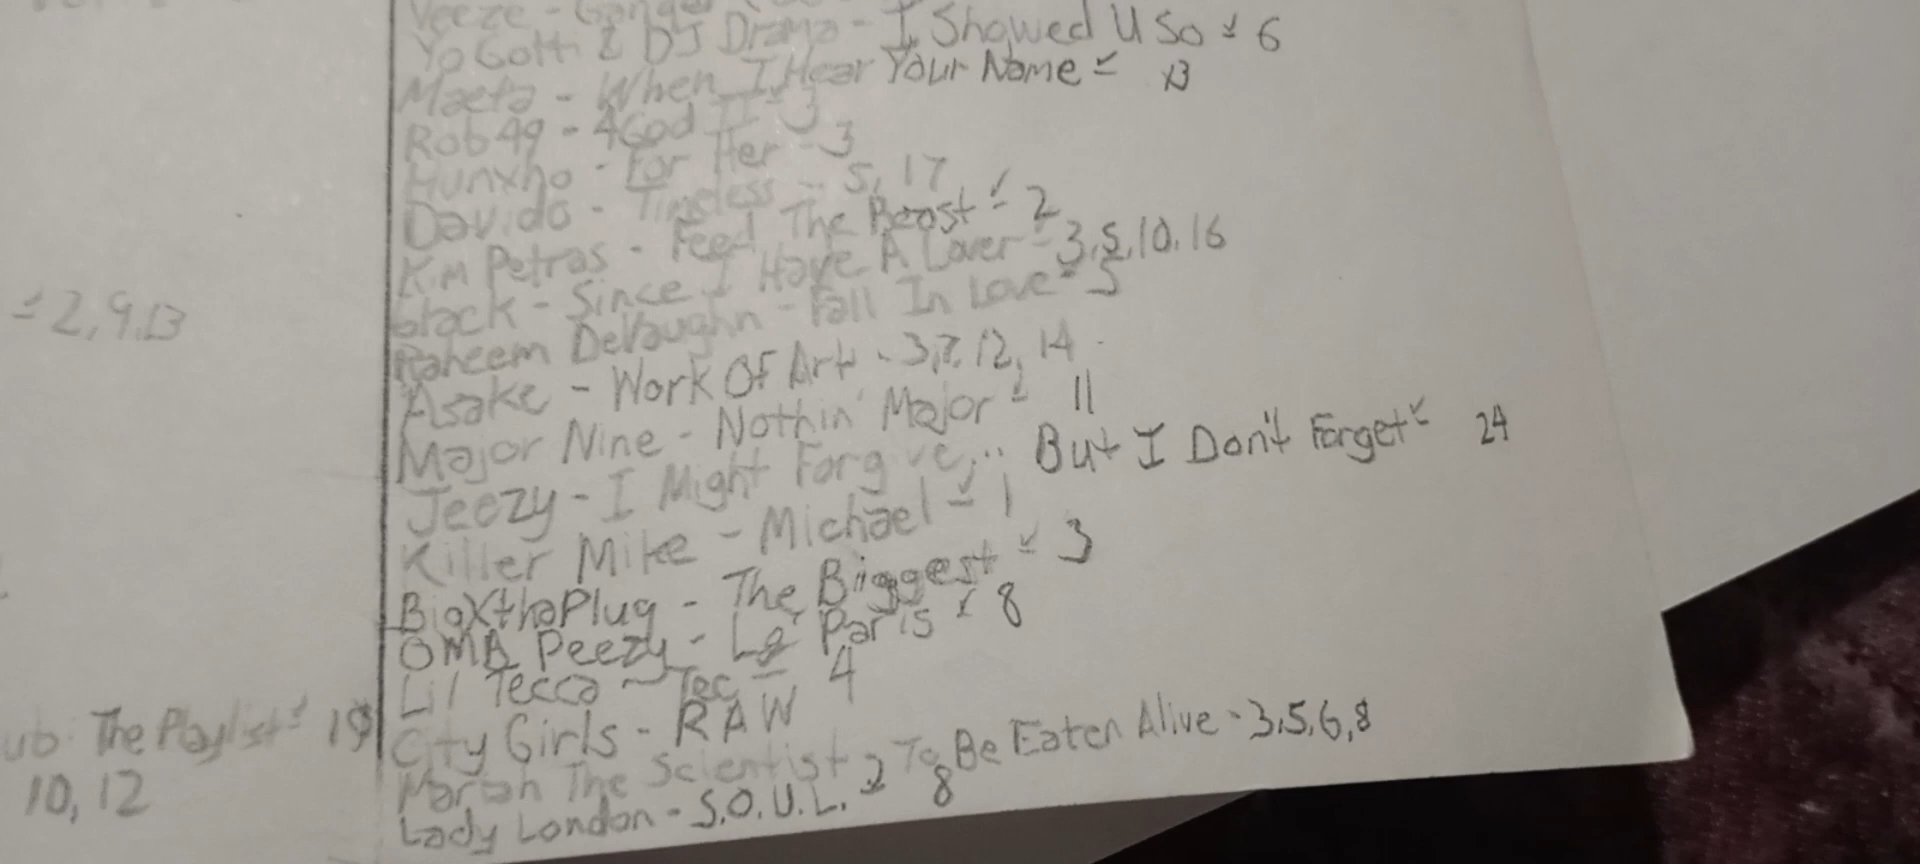 = 2, 9, 13
ub: The Playlist = 19
10, 12
Veeze -
Yo Gotti & DJ Drama - I Showed U So = 6
Maeta - When I Hear Your Name = 13
Rob49 - 4God II = 3
Hunxho - For Her - 3
Davido - Timeless - 5, 17
Kim Petras - Feed The Beast = 2
6lack - Since I Have A Lover - 3, 5, 10, 16
Raheem DeVaughn - Fall In Love = 5
Asake - Work Of Art - 3, 7, 12, 14
Major Nine - Nothin' Major = 11
Jeezy - I Might Forgive... But I Don't Forget = 24
Killer Mike - Michael = 1
BigXthaPlug - The Biggest = 3
OMB Peezy - Le Paris = 8
Lil Tecca - Tec = 4
City Girls - RAW
Mariah The Scientist - To Be Eaten Alive - 3, 5, 6, 8
Lady London - S.O.U.L. = 8